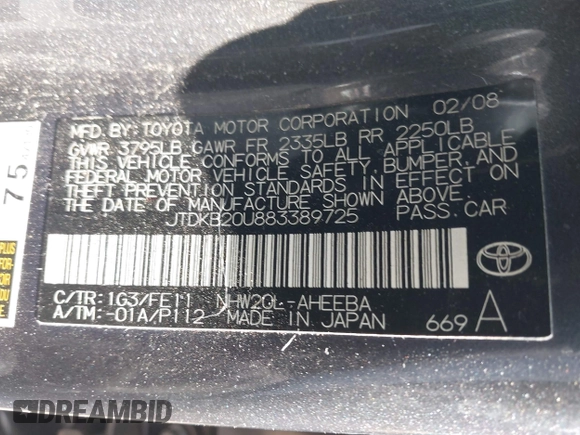 MFD.BY: TOYOTA MOTOR CORPORATION 02/08
GVWR 3795LB GAWR FR 2335LB RR 2250LB
THIS VEHICLE CONFORMS TO ALL APPLICABLE
FEDERAL MOTOR VEHICLE SAFETY, BUMPER, AND
THEFT PREVENTION STANDARDS IN EFFECT ON
THE DATE OF MANUFACTURE SHOWN ABOVE.
JTDKB20U883389725 PASS.CAR
C/TR: 1G3/FE11 NHW20L-AHEEBA
A/TM: -01A/P112 MADE IN JAPAN 669 A
75
PLUS
FOR-
DREAMBID